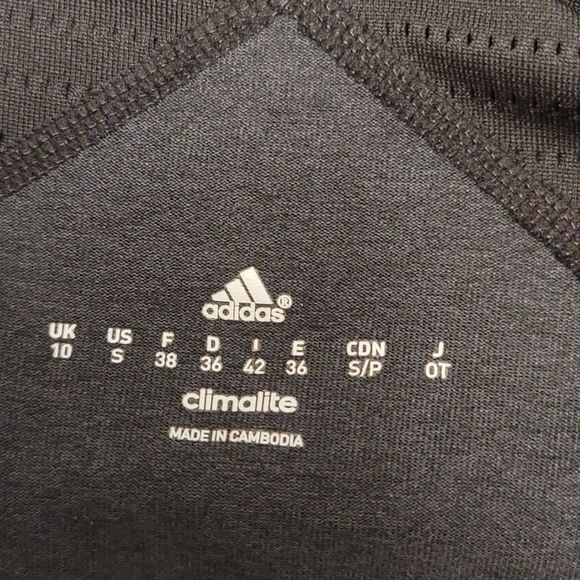 adidas®
UK US F D I E CDN J
10 S 38 36 42 36 S/P OT
climalite
MADE IN CAMBODIA